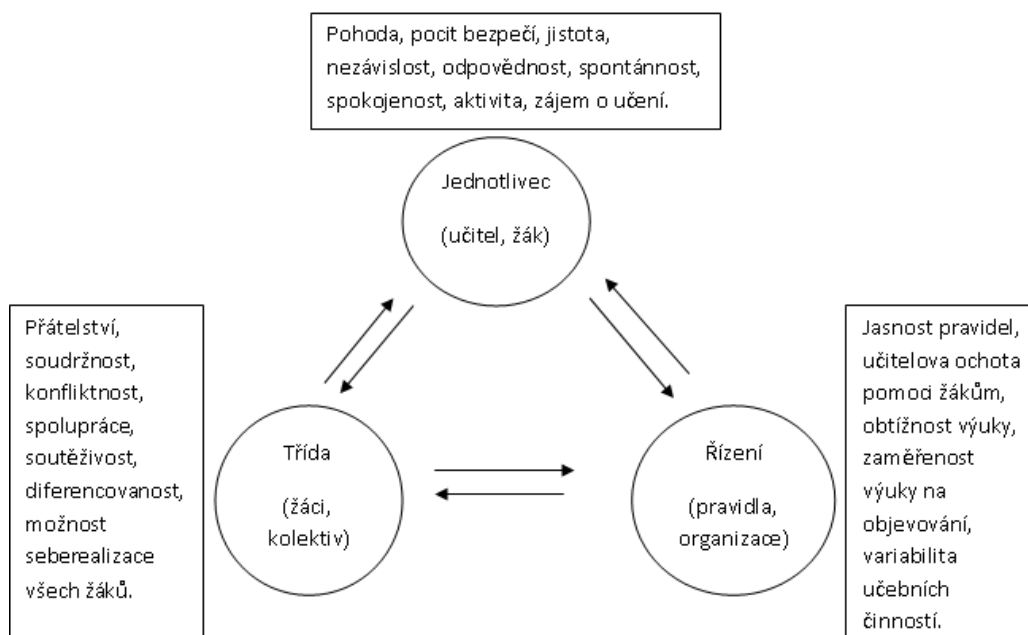 Pohoda, pocit bezpečí, jistota,
nezávislost, odpovědnost, spontánnost,
spokojenost, aktivita, zájem o učení.
Jednotlivec
(učitel, žák)
Přátelství,
soudržnost,
konfliktnost,
spolupráce,
soutěživost,
diferencovanost,
možnost
seberealizace
všech žáků.
Třída
(žáci,
kolektiv)
Řízení
(pravidla,
organizace)
Jasnost pravidel,
učitelova ochota
pomoci žákům,
obtížnost výuky,
zaměřenost
výuky na
objevování,
variabilita
učebních
činností.